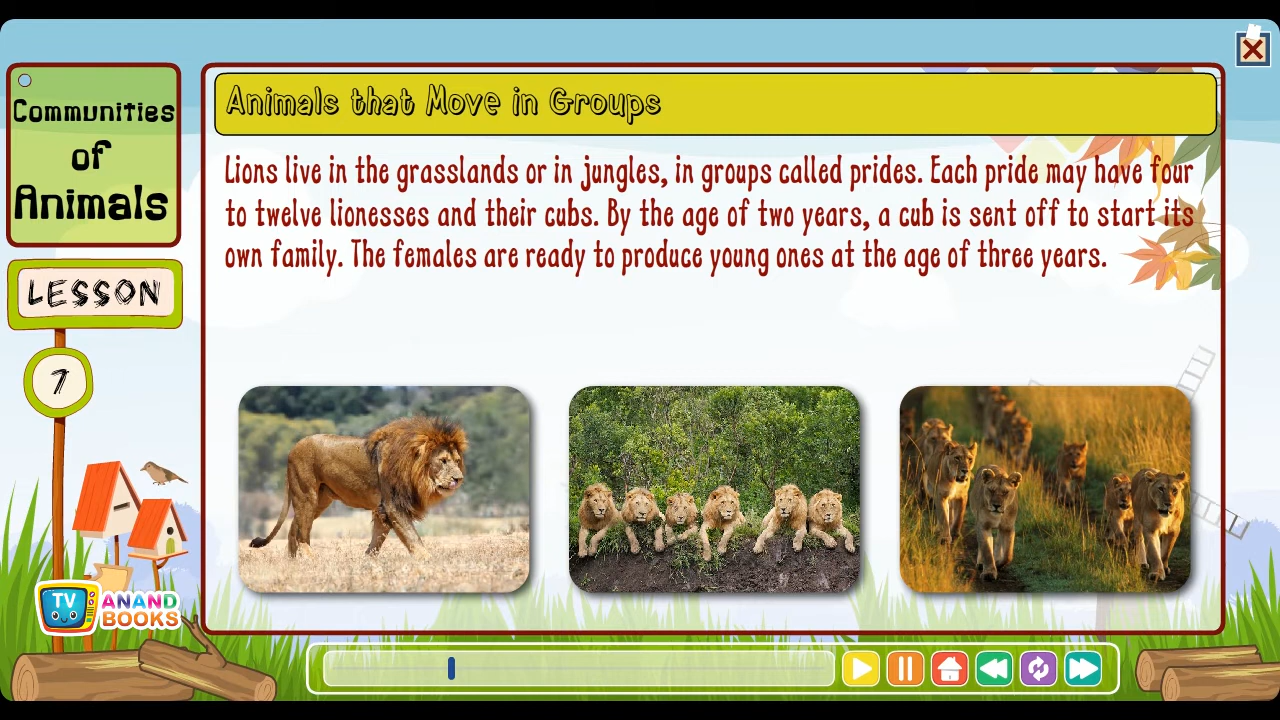 Communities
of
Animals
LESSON
7
Animals that Move in Groups
Lions live in the grasslands or in jungles, in groups called prides. Each pride may have four
to twelve lionesses and their cubs. By the age of two years, a cub is sent off to start its
own family. The females are ready to produce young ones at the age of three years.
TV
ANAND
BOOKS